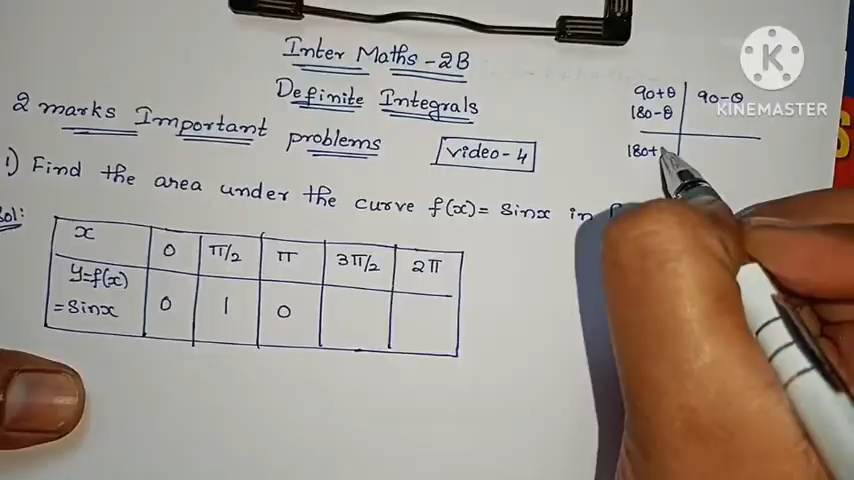 Inter Maths-2B
Definite Integrals
2 marks Important problems
video-4
1) Find the area under the curve f(x)= Sinx in
Sol:
x 0 π/2 π 3π/2 2π
y=f(x) =Sinx 0 1 0
90+θ 90-θ
180-θ
180+
KINEMASTER